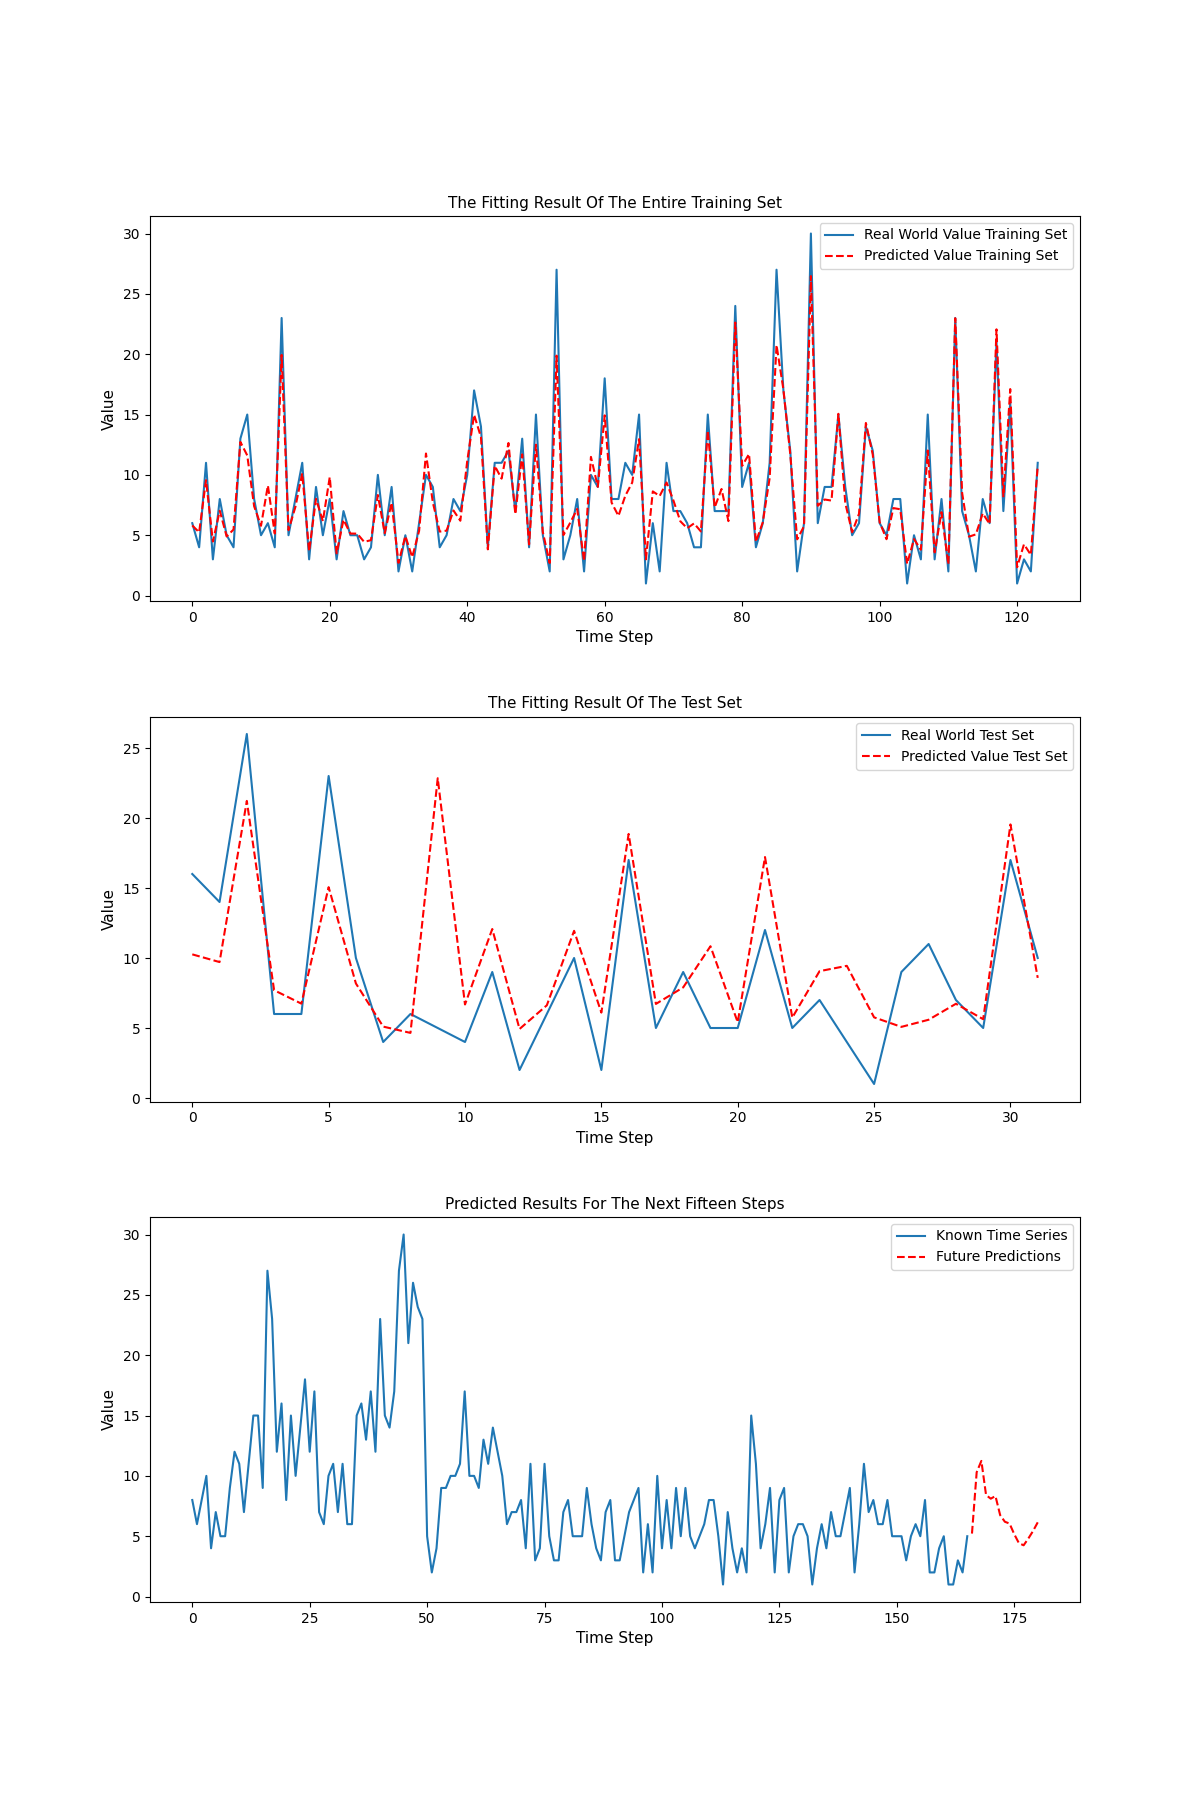 The Fitting Result Of The Entire Training Set
Real World Value Training Set
Predicted Value Training Set
30
25
20
15
10
5
0
Value
0 20 40 60 80 100 120
Time Step
The Fitting Result Of The Test Set
Real World Test Set
Predicted Value Test Set
25
20
15
10
5
0
Value
0 5 10 15 20 25 30
Time Step
Predicted Results For The Next Fifteen Steps
Known Time Series
Future Predictions
30
25
20
15
10
5
0
Value
0 25 50 75 100 125 150 175
Time Step